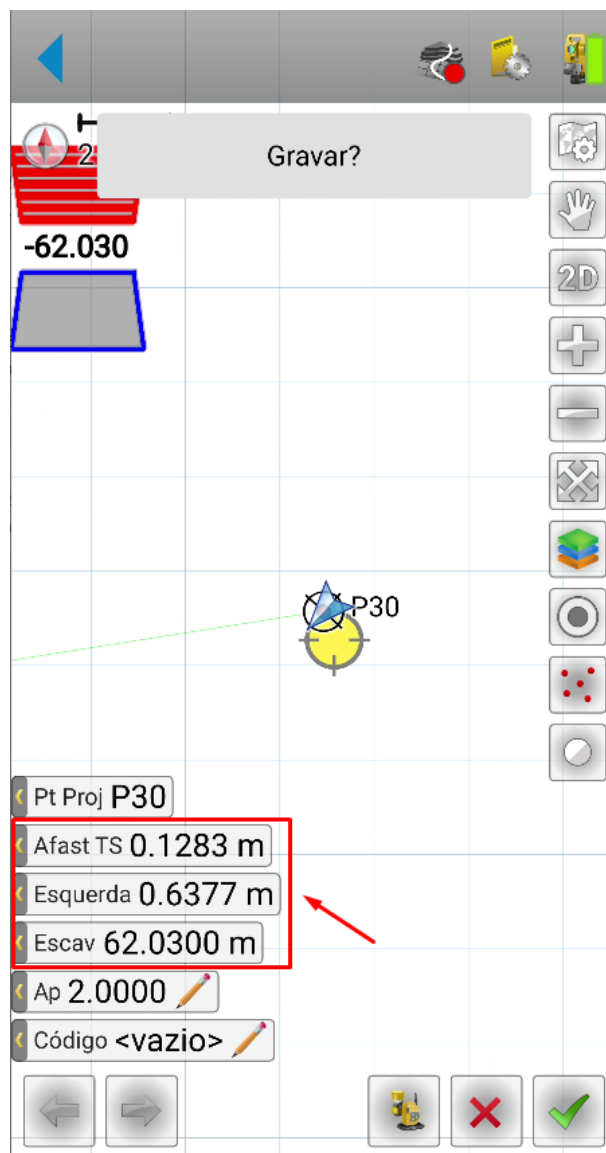 2
Gravar?
-62.030
2D
P30
Pt Proj P30
Afast TS 0.1283 m
Esquerda 0.6377 m
Escav 62.0300 m
Ap 2.0000
Código <vazio>